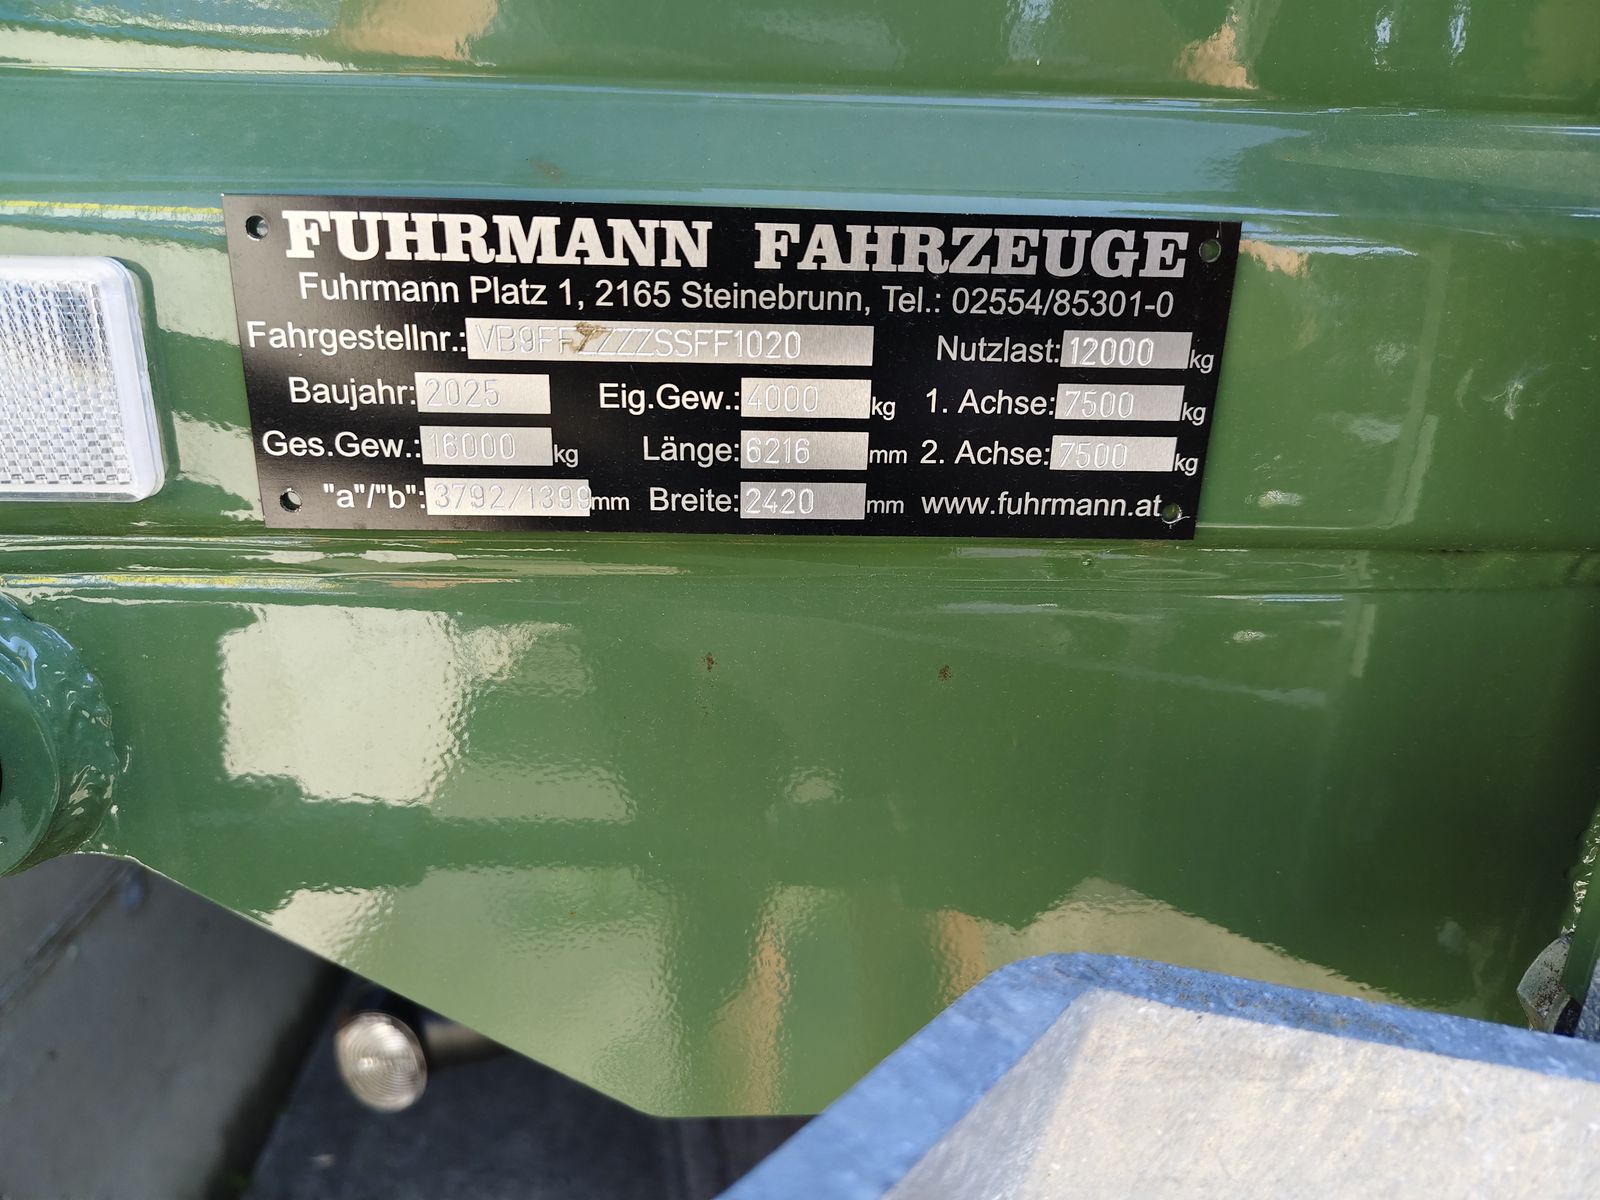 FUHRMANN FAHRZEUGE
Fuhrmann Platz 1, 2165 Steinebrunn, Tel.: 02554/85301-0
Fahrgestellnr.: VB9FFZZZZSSFF1020 Nutzlast: 12000 kg
Baujahr: 2025 Eig.Gew.: 4000 kg 1. Achse: 7500 kg
Ges.Gew.: 16000 kg Länge: 6216 mm 2. Achse: 7500 kg
"a"/"b": 3792/1399 mm Breite: 2420 mm www.fuhrmann.at